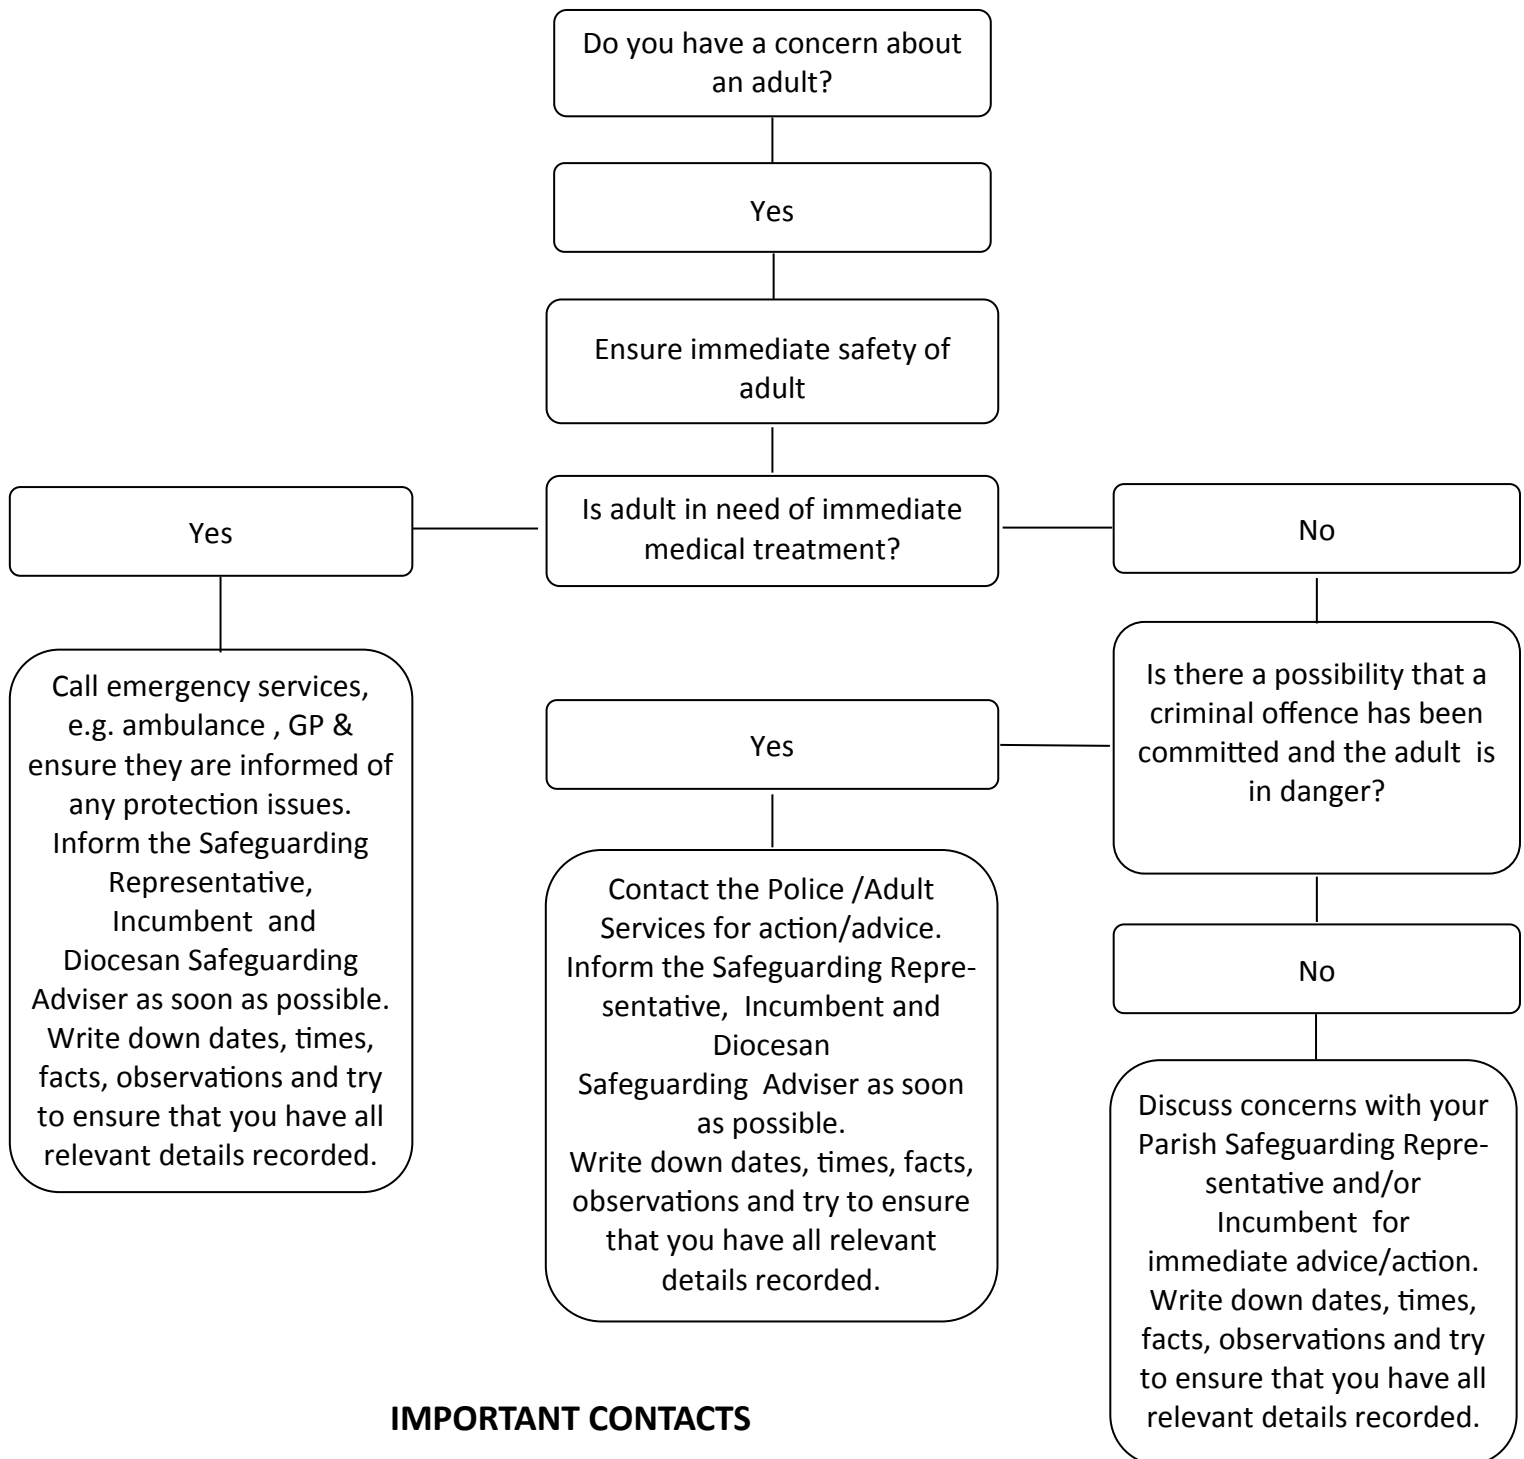 Do you have a concern about
an adult?
Yes
Ensure immediate safety of
adult
Is adult in need of immediate
medical treatment?
Yes
Call emergency services,
e.g. ambulance , GP &
ensure they are informed of
any protection issues.
Inform the Safeguarding
Representative,
Incumbent and
Diocesan Safeguarding
Adviser as soon as possible.
Write down dates, times,
facts, observations and try
to ensure that you have all
relevant details recorded.
No
Is there a possibility that a
criminal offence has been
committed and the adult is
in danger?
Yes
Contact the Police /Adult
Services for action/advice.
Inform the Safeguarding Repre-
sentative, Incumbent and
Diocesan
Safeguarding Adviser as soon
as possible.
Write down dates, times, facts,
observations and try to ensure
that you have all relevant
details recorded.
No
Discuss concerns with your
Parish Safeguarding Repre-
sentative and/or
Incumbent for
immediate advice/action.
Write down dates, times,
facts, observations and try
to ensure that you have all
relevant details recorded.
IMPORTANT CONTACTS